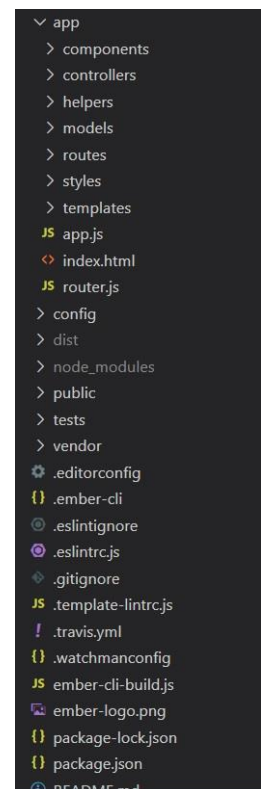 app
components
controllers
helpers
models
routes
styles
templates
JS app.js
<> index.html
JS router.js
config
dist
node_modules
public
tests
vendor
.editorconfig
{} .ember-cli
.eslintignore
.eslintrc.js
.gitignore
JS .template-lintrc.js
! .travis.yml
{} .watchmanconfig
JS ember-cli-build.js
ember-logo.png
{} package-lock.json
{} package.json
README.md